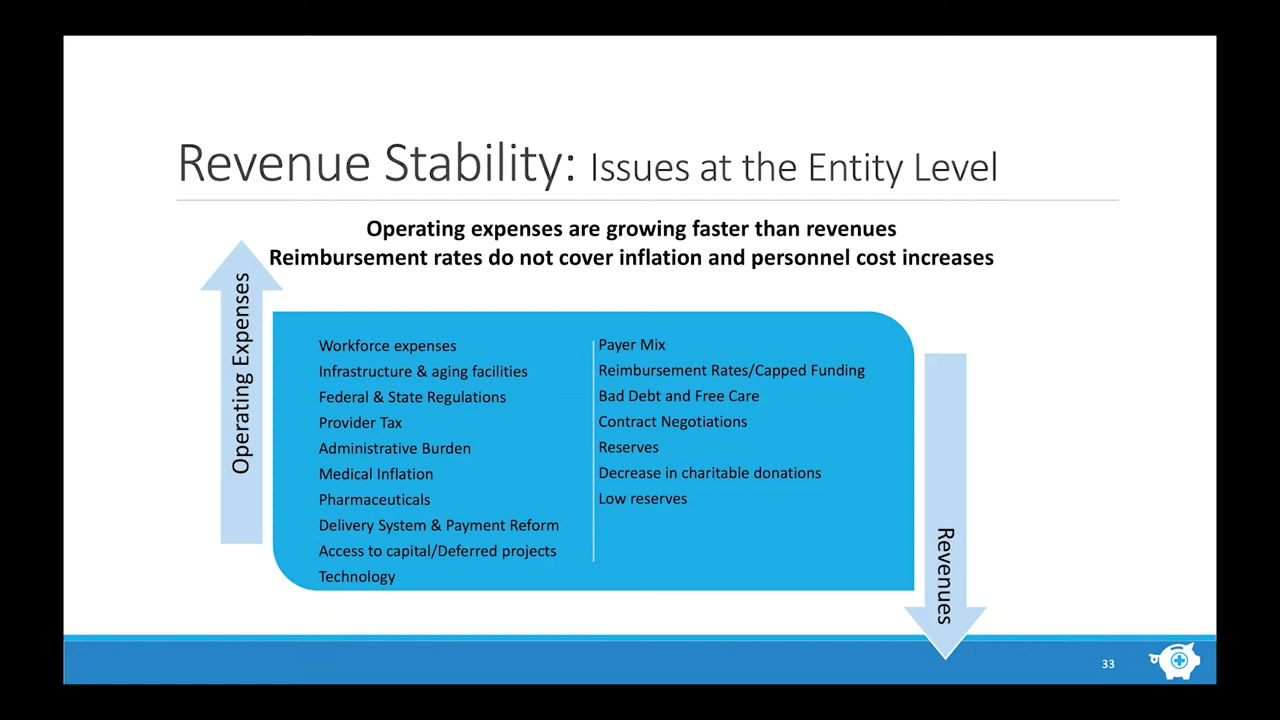 Revenue Stability: Issues at the Entity Level
Operating expenses are growing faster than revenues
Reimbursement rates do not cover inflation and personnel cost increases
Operating Expenses
Workforce expenses
Infrastructure & aging facilities
Federal & State Regulations
Provider Tax
Administrative Burden
Medical Inflation
Pharmaceuticals
Delivery System & Payment Reform
Access to capital/Deferred projects
Technology
Payer Mix
Reimbursement Rates/Capped Funding
Bad Debt and Free Care
Contract Negotiations
Reserves
Decrease in charitable donations
Low reserves
Revenues
33